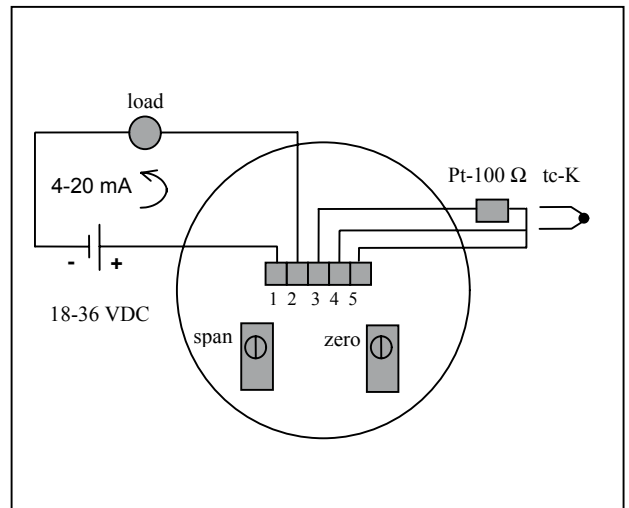 load
Pt-100 Ω tc-K
4-20 mA
- +
1 2 3 4 5
18-36 VDC
span
zero